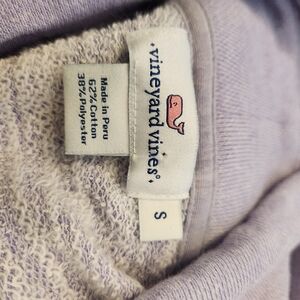 vineyard vines®
S
Made in Peru
62%Cotton
38%Polyester